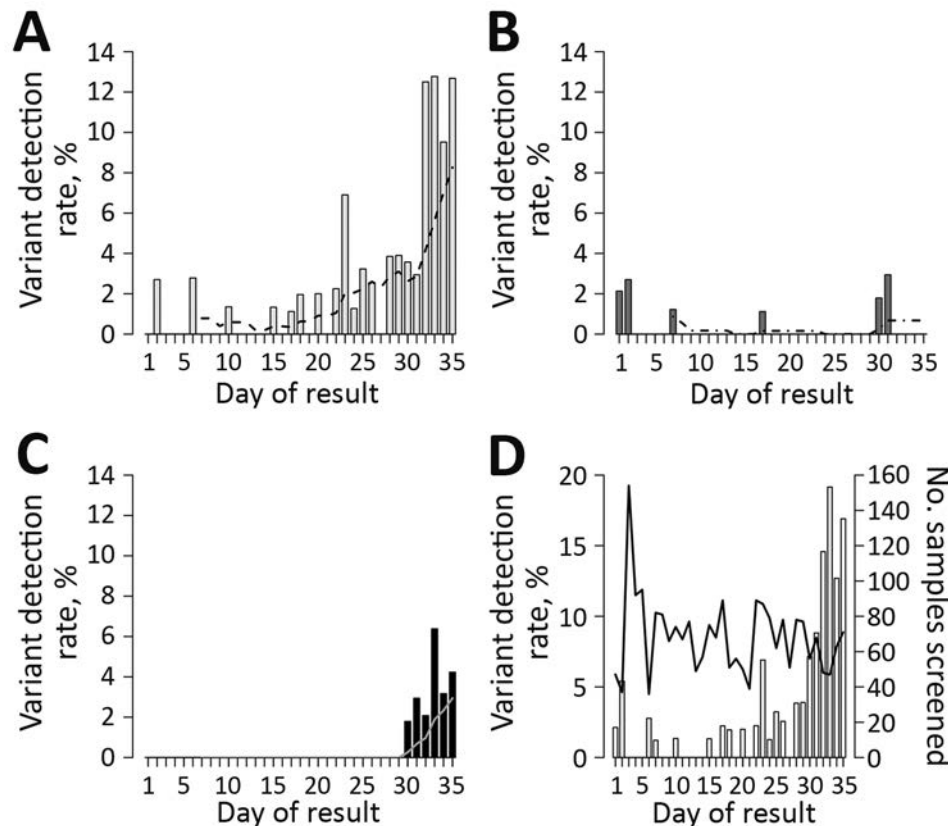 A
Variant detection
rate, %
14
12
10
8
6
4
2
0
1 5 10 15 20 25 30 35
Day of result
B
Variant detection
rate, %
14
12
10
8
6
4
2
0
1 5 10 15 20 25 30 35
Day of result
C
Variant detection
rate, %
14
12
10
8
6
4
2
0
1 5 10 15 20 25 30 35
Day of result
D
Variant detection
rate, %
20
15
10
5
0
1 5 10 15 20 25 30 35
Day of result
160
140
120
100
80
60
40
20
0
No. samples screened